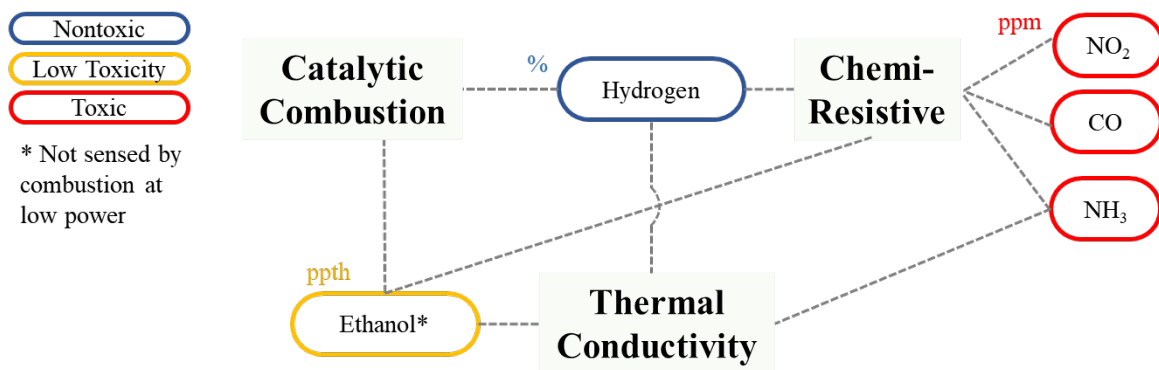 Nontoxic
Low Toxicity
Toxic
* Not sensed by
combustion at
low power
Catalytic
Combustion
%
Hydrogen
Chemi-
Resistive
ppm
NO₂
CO
NH₃
ppth
Ethanol*
Thermal
Conductivity